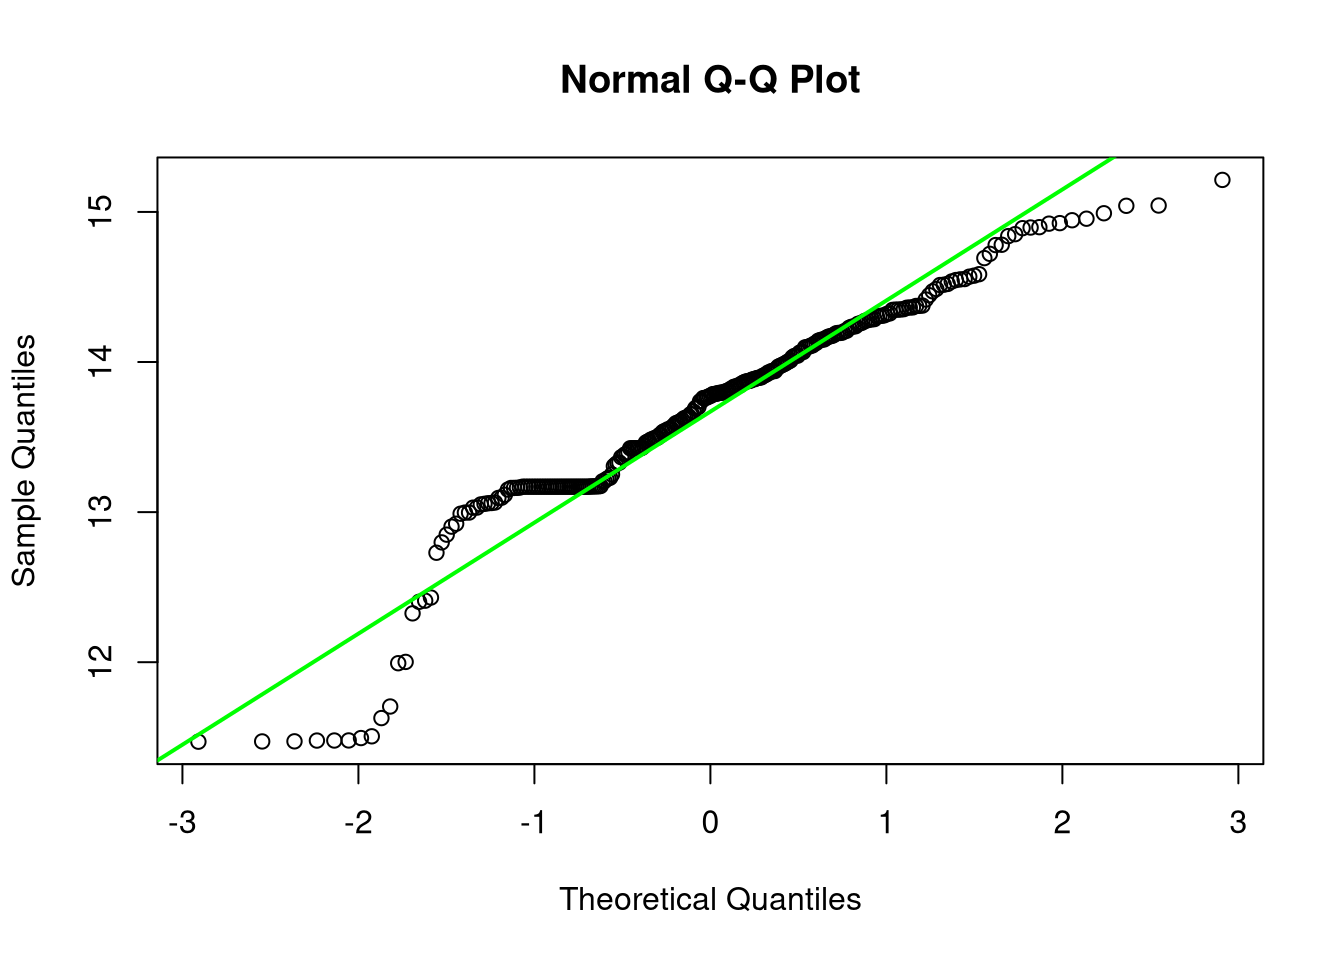 Normal Q-Q Plot
Sample Quantiles
15
14
13
12
-3 -2 -1 0 1 2 3
Theoretical Quantiles